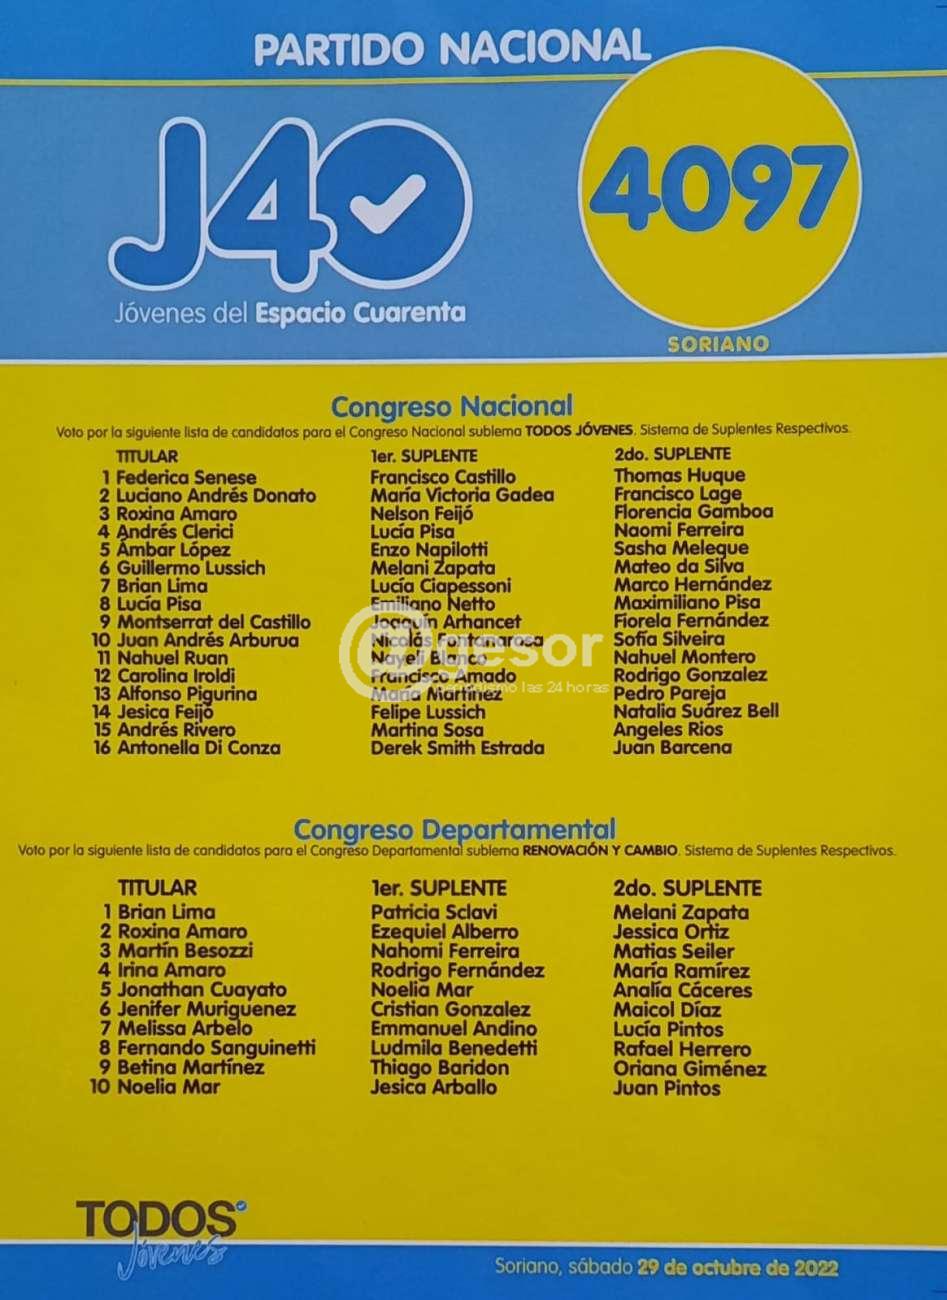 PARTIDO NACIONAL
J40
4097
Jóvenes del Espacio Cuarenta
SORIANO
Congreso Nacional
Voto por la siguiente lista de candidatos para el Congreso Nacional sublema TODOS JÓVENES. Sistema de Suplentes Respectivos.
TITULAR 1er. SUPLENTE 2do. SUPLENTE
1 Federica Senese Francisco Castillo Thomas Huque
2 Luciano Andrés Donato María Victoria Gadea Francisco Lage
3 Roxina Amaro Nelson Feijó Florencia Gamboa
4 Andrés Clerici Lucía Pisa Naomi Ferreira
5 Ámbar López Enzo Napilotti Sasha Meleque
6 Guillermo Lussich Melani Zapata Mateo da Silva
7 Brian Lima Lucía Ciapessoni Marco Hernández
8 Lucía Pisa Emiliano Netto Maximiliano Pisa
9 Montserrat del Castillo Joaquín Arhancet Fiorela Fernández
10 Juan Andrés Arburua Nicolás Fontanarosa Sofía Silveira
11 Nahuel Ruan Nayeli Blanco Nahuel Montero
12 Carolina Iroldi Francisco Amado Rodrigo Gonzalez
13 Alfonso Pigurina María Martínez Pedro Pareja
14 Jesica Feijó Felipe Lussich Natalia Suárez Bell
15 Andrés Rivero Martina Sosa Angeles Rios
16 Antonella Di Conza Derek Smith Estrada Juan Barcena
@gesor
periodismo las 24 horas
Congreso Departamental
Voto por la siguiente lista de candidatos para el Congreso Departamental sublema RENOVACIÓN Y CAMBIO. Sistema de Suplentes Respectivos.
TITULAR 1er. SUPLENTE 2do. SUPLENTE
1 Brian Lima Patricia Sclavi Melani Zapata
2 Roxina Amaro Ezequiel Alberro Jessica Ortiz
3 Martín Besozzi Nahomi Ferreira Matias Seiler
4 Irina Amaro Rodrigo Fernández María Ramírez
5 Jonathan Cuayato Noelia Mar Analía Cáceres
6 Jenifer Muriguenez Cristian Gonzalez Maicol Díaz
7 Melissa Arbelo Emmanuel Andino Lucía Pintos
8 Fernando Sanguinetti Ludmila Benedetti Rafael Herrero
9 Betina Martínez Thiago Baridon Oriana Giménez
10 Noelia Mar Jesica Arballo Juan Pintos
TODOS
Jóvenes
Soriano, sábado 29 de octubre de 2022